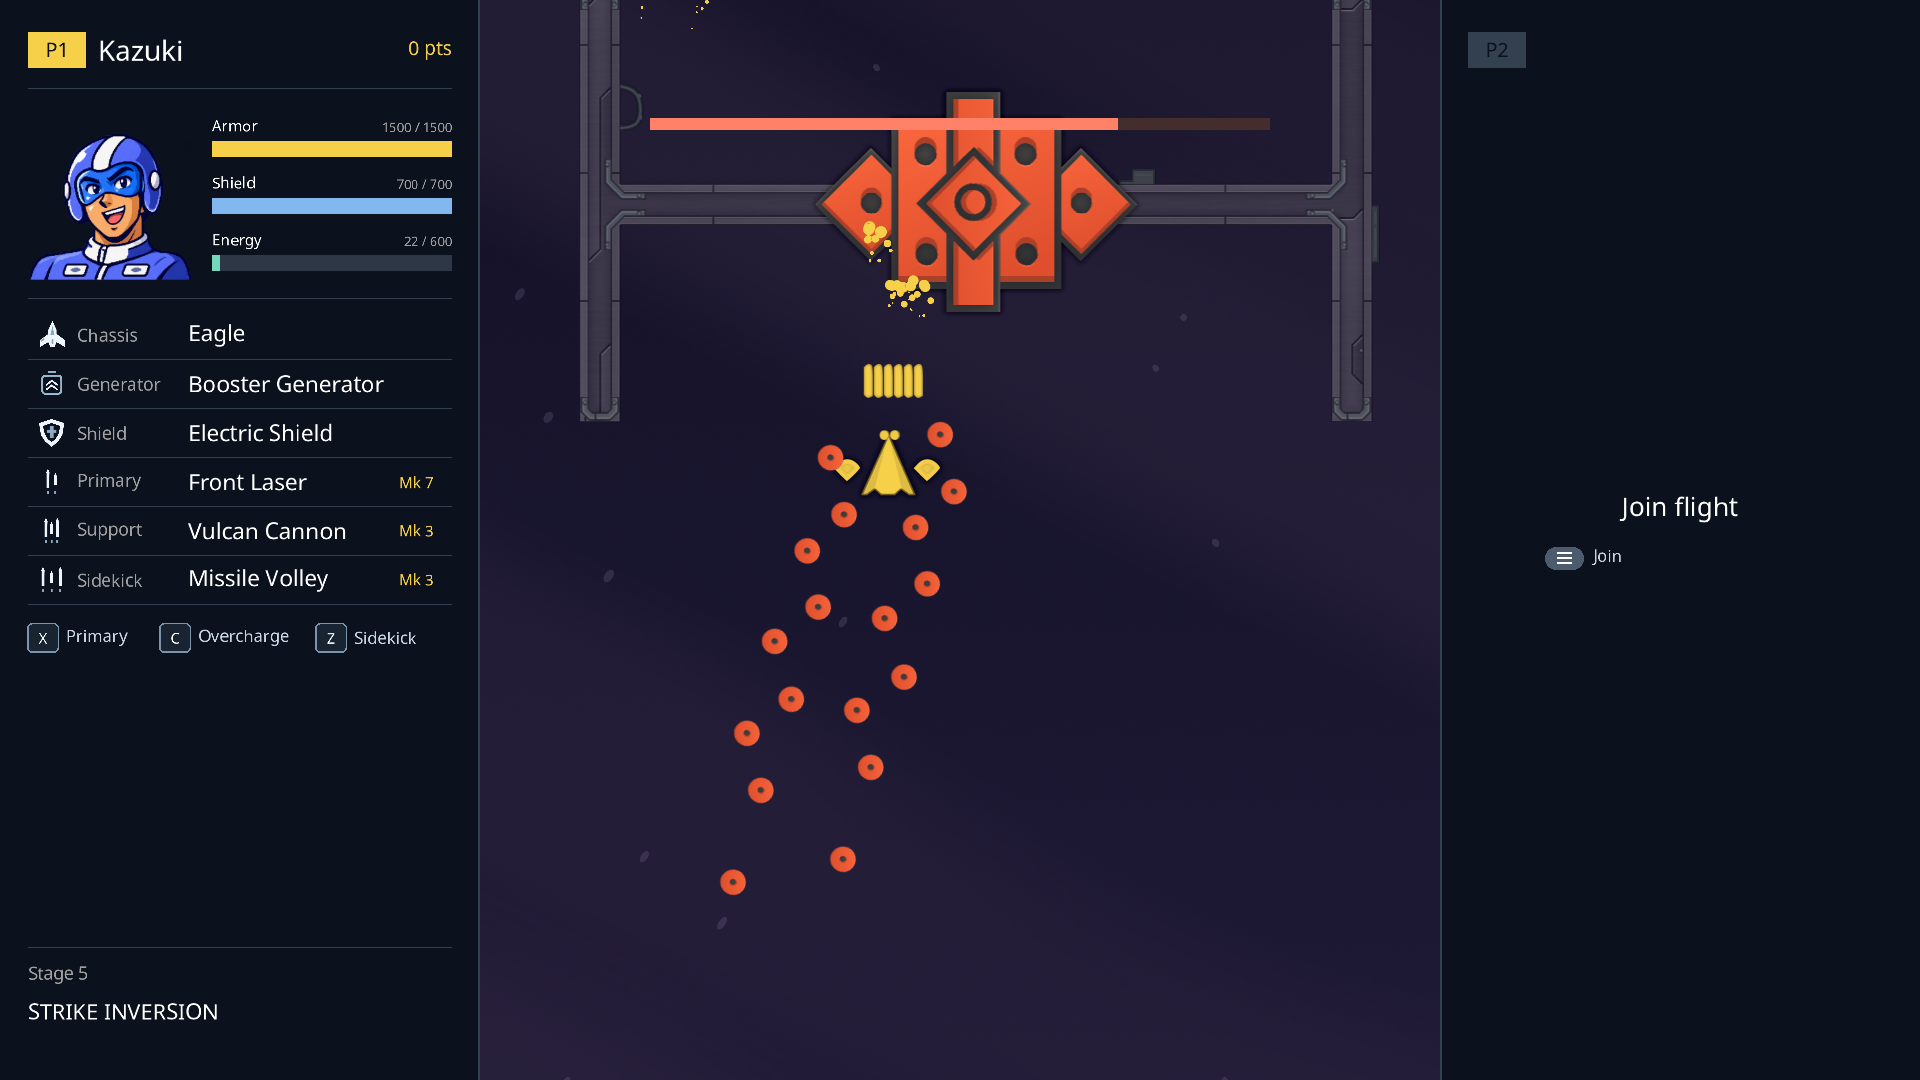 P1 Kazuki 0 pts
Armor 1500 / 1500
Shield 700 / 700
Energy 22 / 600
Chassis Eagle
Generator Booster Generator
Shield Electric Shield
Primary Front Laser Mk 7
Support Vulcan Cannon Mk 3
Sidekick Missile Volley Mk 3
X Primary C Overcharge Z Sidekick
Stage 5
STRIKE INVERSION
P2
Join flight
Join